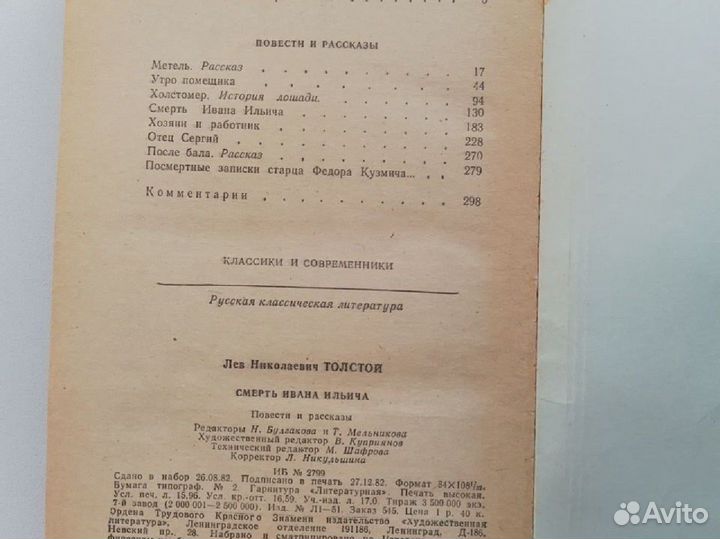 ПОВЕСТИ И РАССКАЗЫ
Метель. Рассказ . . . . . . . . . . 17
Утро помещика . . . . . . . . . . 44
Холстомер. История лошади. . . . . . . 94
Смерть Ивана Ильича . . . . . . . . 130
Хозяин и работник . . . . . . . . . 183
Отец Сергий . . . . . . . . . . . 228
После бала. Рассказ . . . . . . . . . 270
Посмертные записки старца Федора Кузмича... . . 279
Комментарии . . . . . . . . . . 298
КЛАССИКИ И СОВРЕМЕННИКИ
Русская классическая литература
Лев Николаевич ТОЛСТОЙ
СМЕРТЬ ИВАНА ИЛЬИЧА
Повести и рассказы
Редакторы Н. Булгакова и Т. Мельникова
Художественный редактор В. Куприянов
Технический редактор М. Шафрова
Корректор Л. Никульшина
ИБ № 2799
Сдано в набор 26.08.82. Подписано в печать 27.12.82. Формат 84×108¹/₃₂.
Бумага типограф. № 2. Гарнитура «Литературная». Печать высокая.
Усл. печ. л. 15,96. Усл. кр.-отт. 16,59. Уч.-изд. л. 17,0. Тираж 3 500 000 экз.
7-й завод (2 000 001—2 500 000). Изд. № Л1—51. Заказ 545. Цена 1 р. 40 к.
Ордена Трудового Красного Знамени издательство «Художественная
литература», Ленинградское отделение 191186, Ленинград, Д-186,
Невский пр., 28. Набрано и сматрицировано на
Avito